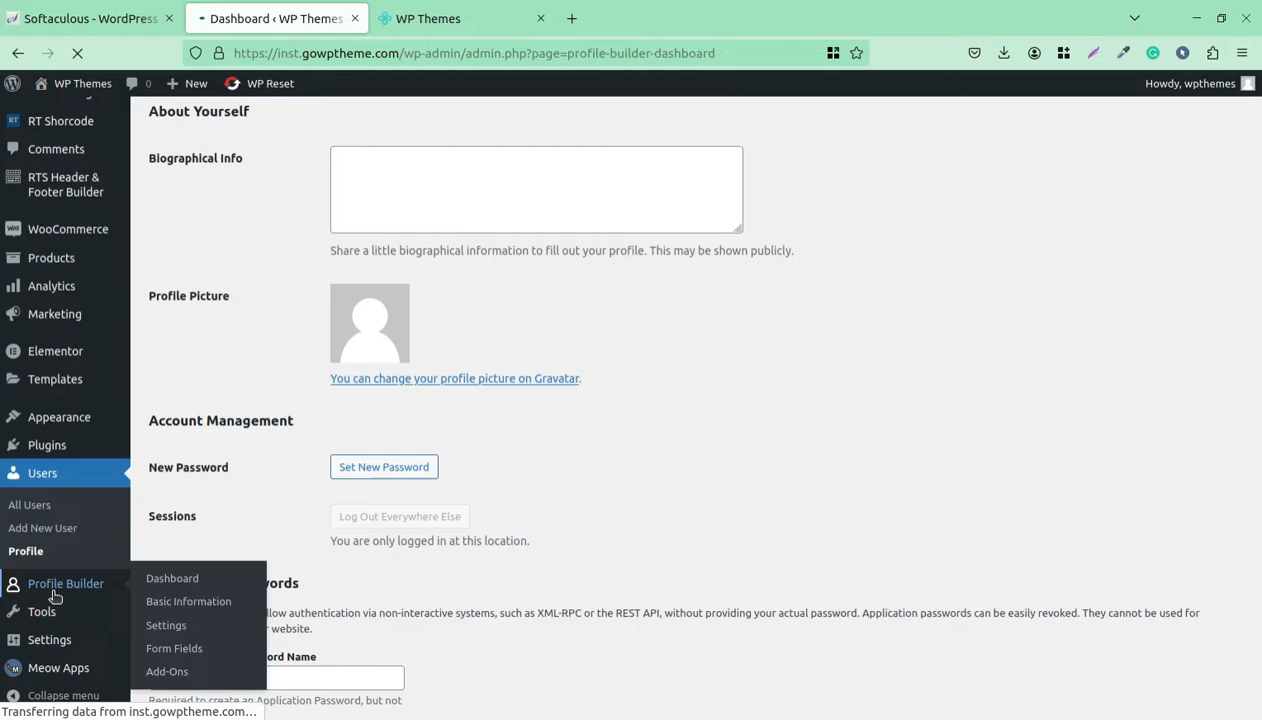 Softaculous - WordPress
Dashboard ‹ WP Themes
WP Themes
https://inst.gowptheme.com/wp-admin/admin.php?page=profile-builder-dashboard
WP Themes
0
New
WP Reset
Howdy, wpthemes
RT Shorcode
Comments
RTS Header &
Footer Builder
WooCommerce
Products
Analytics
Marketing
Elementor
Templates
Appearance
Plugins
Users
All Users
Add New User
Profile
Profile Builder
Tools
Settings
Meow Apps
Collapse menu
Dashboard
Basic Information
Settings
Form Fields
Add-Ons
About Yourself
Biographical Info
Share a little biographical information to fill out your profile. This may be shown publicly.
Profile Picture
You can change your profile picture on Gravatar.
Account Management
New Password
Set New Password
Sessions
Log Out Everywhere Else
You are only logged in at this location.
llow authentication via non-interactive systems, such as XML-RPC or the REST API, without providing your actual password. Application passwords can be easily revoked. They cannot be used for
website.
Name
Required to create an Application Password, but not
Transferring data from inst.gowptheme.com…